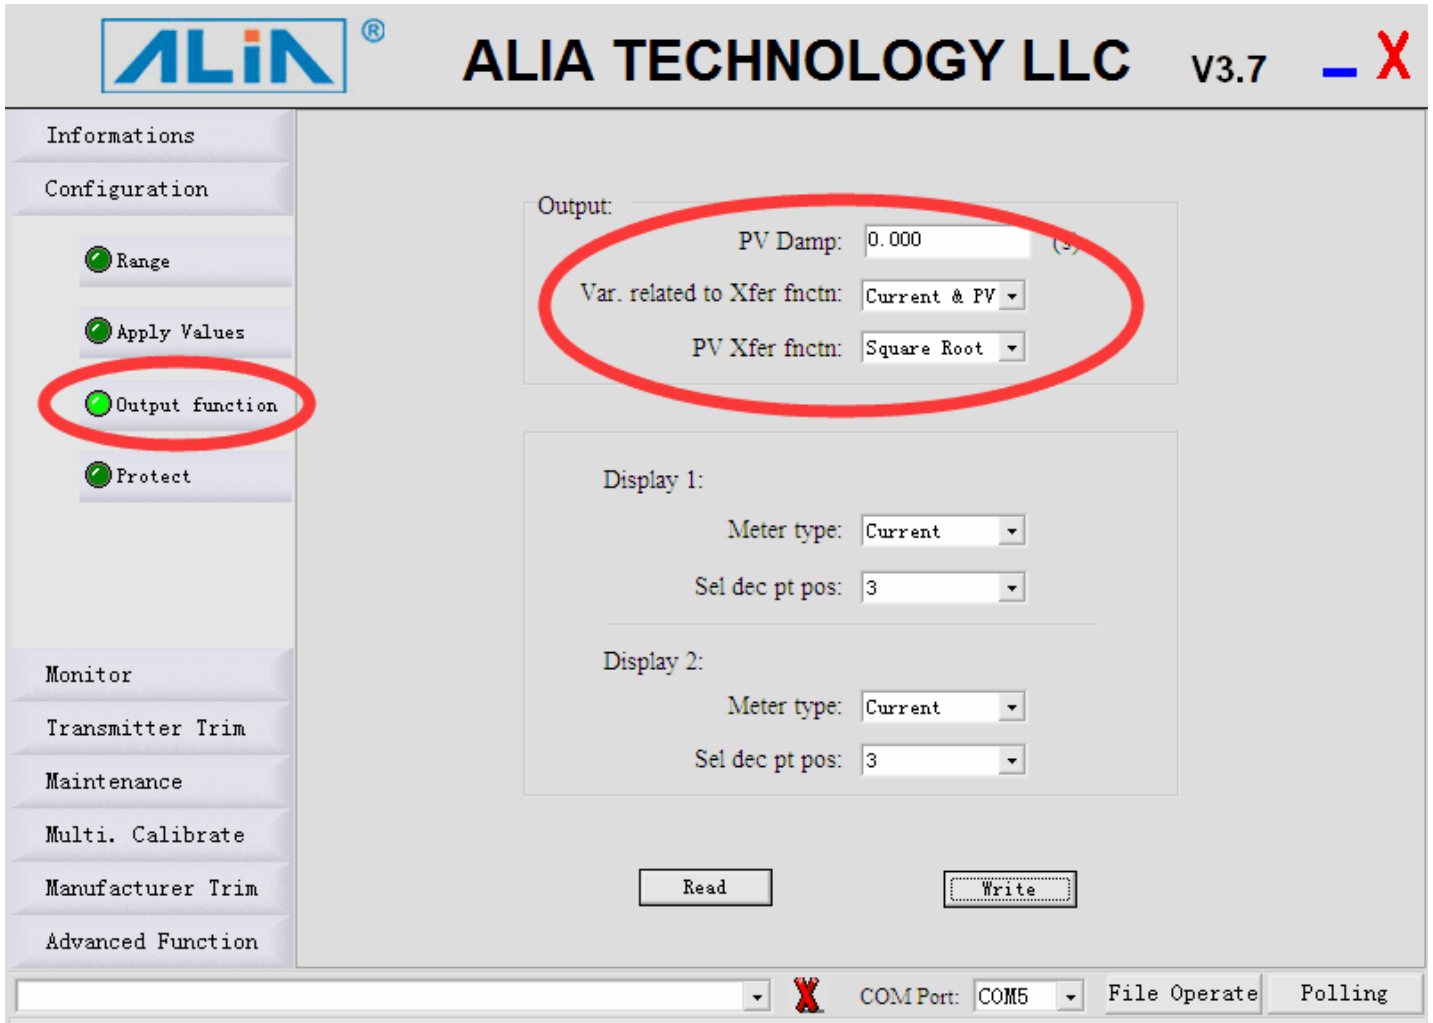 ALiA ®
ALIA TECHNOLOGY LLC V3.7 X
Informations
Configuration
Range
Apply Values
Output function
Protect
Monitor
Transmitter Trim
Maintenance
Multi. Calibrate
Manufacturer Trim
Advanced Function
Output:
PV Damp: 0.000 (s)
Var. related to Xfer fnctn: Current & PV
PV Xfer fnctn: Square Root
Display 1:
Meter type: Current
Sel dec pt pos: 3
Display 2:
Meter type: Current
Sel dec pt pos: 3
Read Write
X COM Port: COM5 File Operate Polling